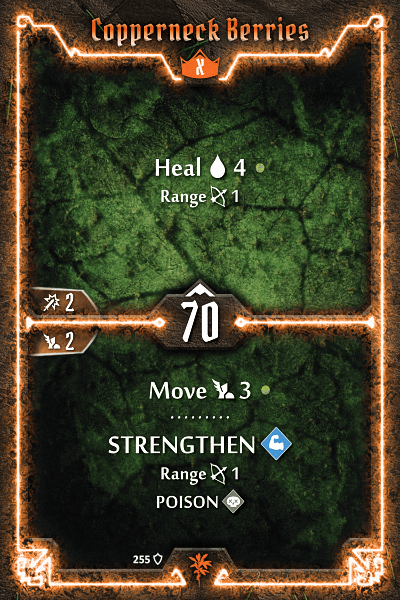 Copperneck Berries
X
Heal 4
Range 1
2
70
2
Move 3
STRENGTHEN
Range 1
POISON
255